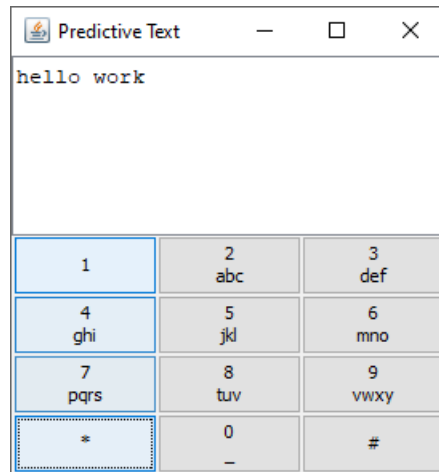 Predictive Text
hello work
1
2
abc
3
def
4
ghi
5
jkl
6
mno
7
pqrs
8
tuv
9
vwxy
*
0
_
#